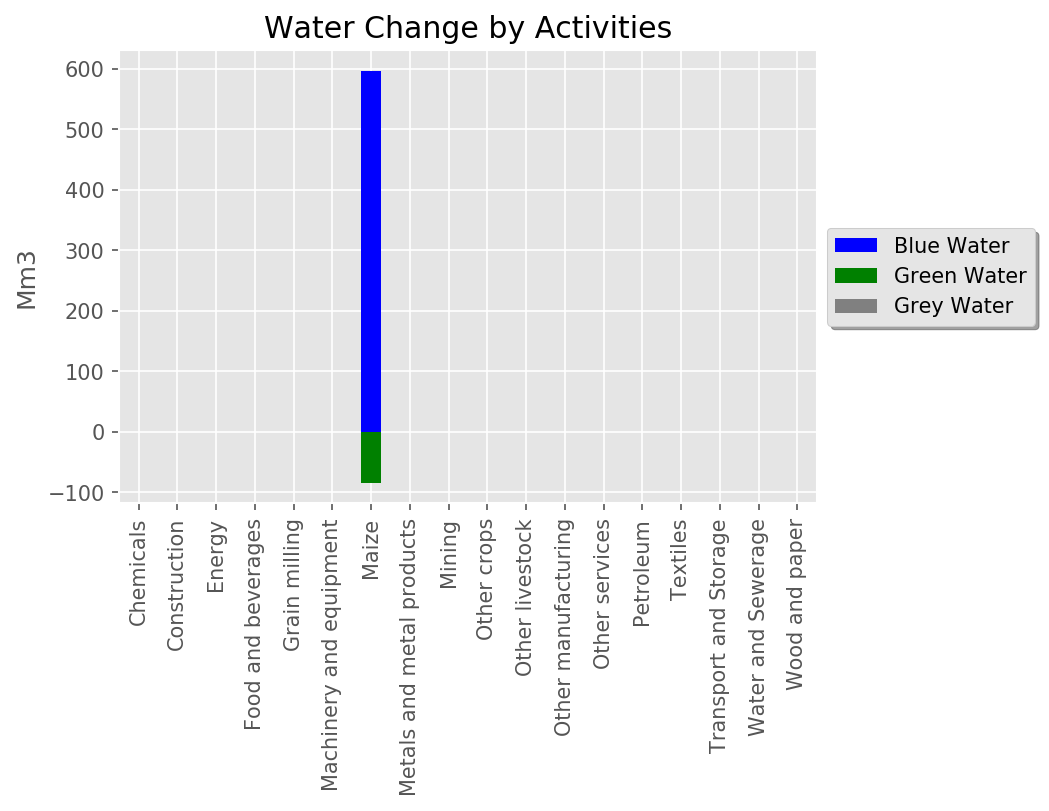 Water Change by Activities
600
500
400
300
200
100
0
−100
Mm3
Blue Water
Green Water
Grey Water
Chemicals
Construction
Energy
Food and beverages
Grain milling
Machinery and equipment
Maize
Metals and metal products
Mining
Other crops
Other livestock
Other manufacturing
Other services
Petroleum
Textiles
Transport and Storage
Water and Sewerage
Wood and paper